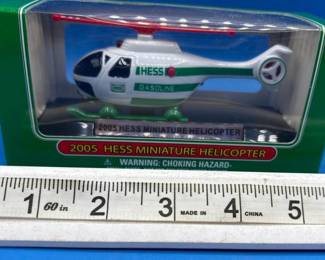 HESS
GASOLINE
2005 HESS MINIATURE HELICOPTER
2005 HESS MINIATURE HELICOPTER
WARNING: CHOKING HAZARD-
1 60 in 2 3 MADE IN 4 CHINA 5